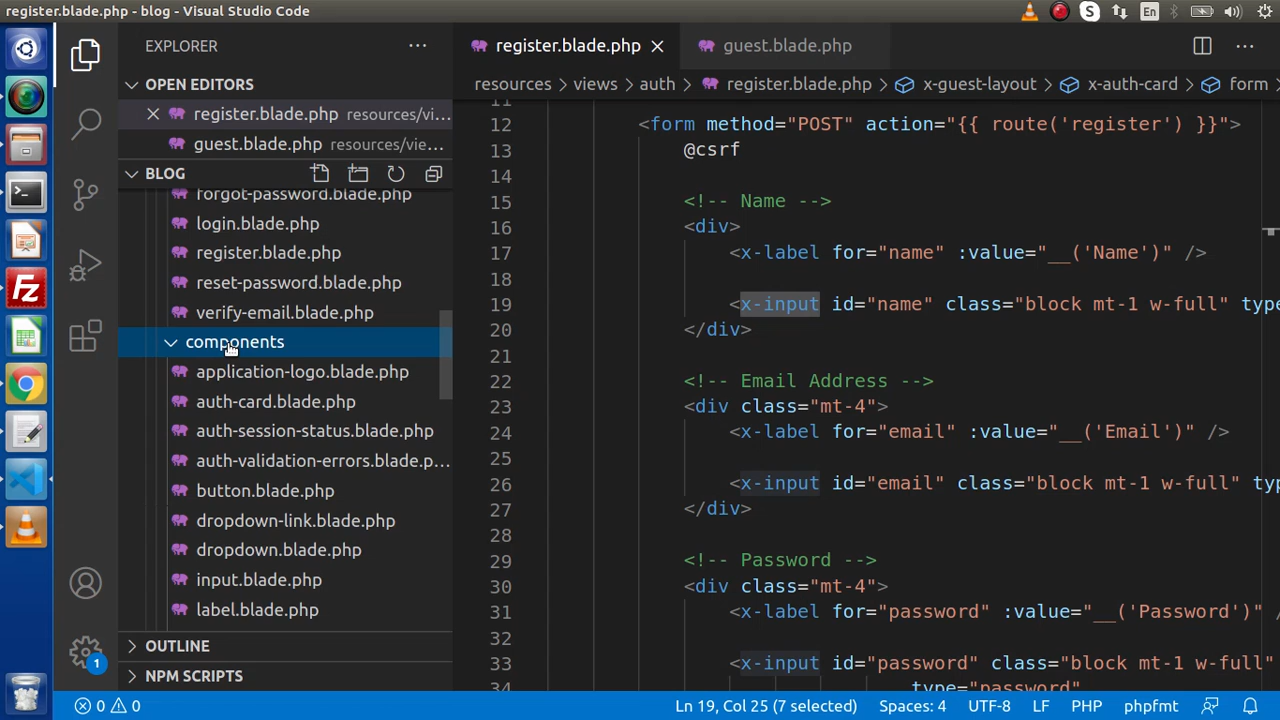 register.blade.php - blog - Visual Studio Code
En
EXPLORER
OPEN EDITORS
register.blade.php resources/vi...
guest.blade.php resources/vie...
BLOG
forgot-password.blade.php
login.blade.php
register.blade.php
reset-password.blade.php
verify-email.blade.php
components
application-logo.blade.php
auth-card.blade.php
auth-session-status.blade.php
auth-validation-errors.blade.p...
button.blade.php
dropdown-link.blade.php
dropdown.blade.php
input.blade.php
label.blade.php
OUTLINE
NPM SCRIPTS
1
register.blade.php
guest.blade.php
resources > views > auth > register.blade.php > x-guest-layout > x-auth-card > form
11
12 <form method="POST" action="{{ route('register') }}">
13 @csrf
14
15 <!-- Name -->
16 <div>
17 <x-label for="name" :value="__('Name')" />
18
19 <x-input id="name" class="block mt-1 w-full" type
20 </div>
21
22 <!-- Email Address -->
23 <div class="mt-4">
24 <x-label for="email" :value="__('Email')" />
25
26 <x-input id="email" class="block mt-1 w-full" ty
27 </div>
28
29 <!-- Password -->
30 <div class="mt-4">
31 <x-label for="password" :value="__('Password')" /
32
33 <x-input id="password" class="block mt-1 w-full"
34 type="password"
0 0 Ln 19, Col 25 (7 selected) Spaces: 4 UTF-8 LF PHP phpfmt